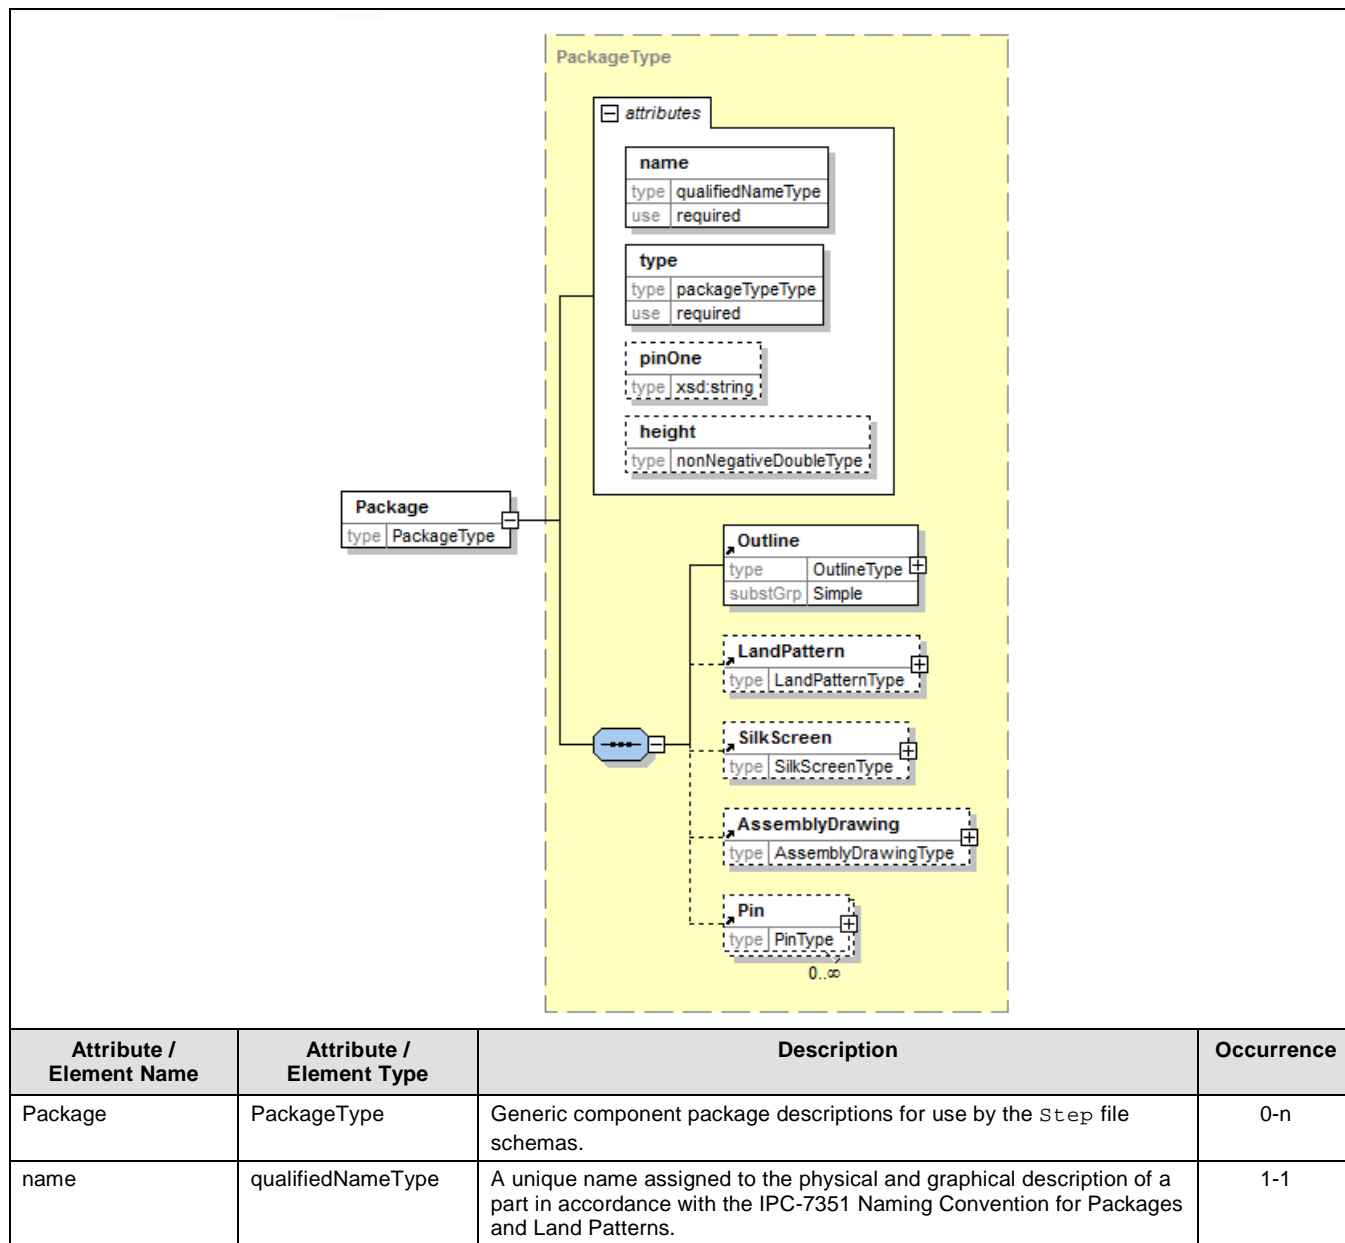 PackageType
attributes
name
type qualifiedNameType
use required
type
type packageTypeType
use required
pinOne
type xsd:string
height
type nonNegativeDoubleType
Package
type PackageType
Outline
type OutlineType
substGrp Simple
LandPattern
type LandPatternType
SilkScreen
type SilkScreenType
AssemblyDrawing
type AssemblyDrawingType
Pin
type PinType
0..∞
Attribute / Attribute / Description Occurrence
Element Name Element Type
Package PackageType Generic component package descriptions for use by the Step file 0-n
schemas.
name qualifiedNameType A unique name assigned to the physical and graphical description of a 1-1
part in accordance with the IPC-7351 Naming Convention for Packages
and Land Patterns.